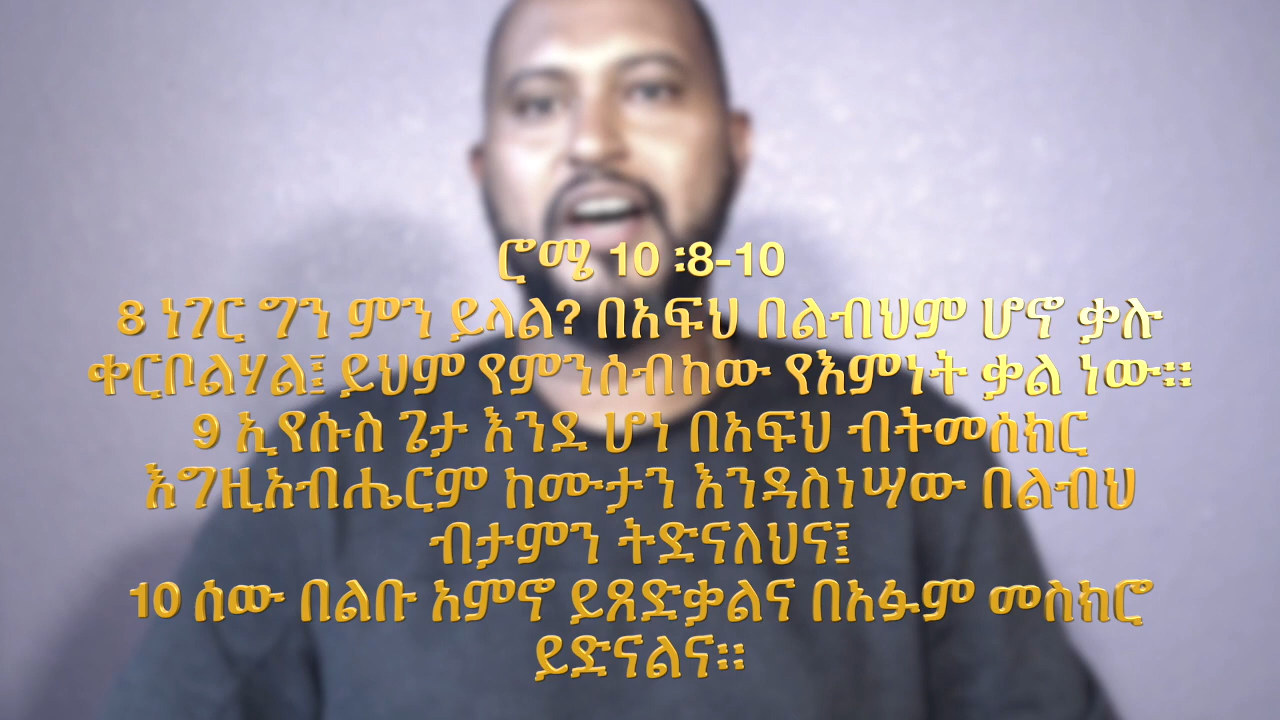 ሮሜ 10 ፡8-10
8 ነገር ግን ምን ይላል? በአፍህ በልብህም ሆኖ ቃሉ
ቀርቦልሃል፤ ይህም የምንሰብከው የእምነት ቃል ነው።
9 ኢየሱስ ጌታ እንደ ሆነ በአፍህ ብትመሰክር
እግዚአብሔርም ከሙታን እንዳስነሣው በልብህ
ብታምን ትድናለህና፤
10 ሰው በልቡ አምኖ ይጸድቃልና በአፉም መስክሮ
ይድናልና።